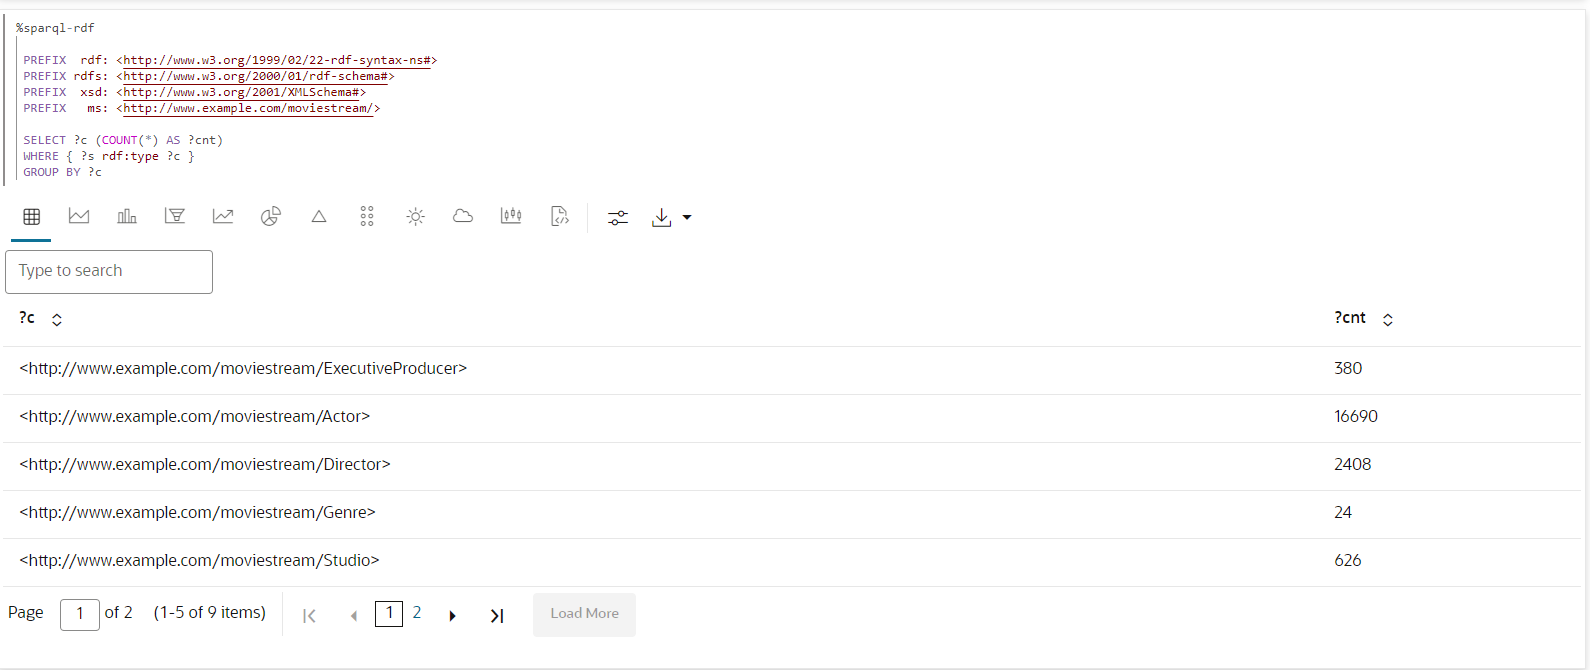 %sparql-rdf
PREFIX  rdf: <http://www.w3.org/1999/02/22-rdf-syntax-ns#>
PREFIX rdfs: <http://www.w3.org/2000/01/rdf-schema#>
PREFIX  xsd: <http://www.w3.org/2001/XMLSchema#>
PREFIX   ms: <http://www.example.com/moviestream/>
SELECT ?c (COUNT(*) AS ?cnt)
WHERE { ?s rdf:type ?c }
GROUP BY ?c
Type to search
?c ?cnt
<http://www.example.com/moviestream/ExecutiveProducer> 380
<http://www.example.com/moviestream/Actor> 16690
<http://www.example.com/moviestream/Director> 2408
<http://www.example.com/moviestream/Genre> 24
<http://www.example.com/moviestream/Studio> 626
Page 1 of 2 (1-5 of 9 items) 1 2 Load More